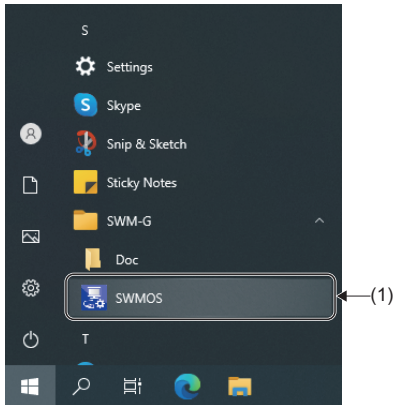 S
Settings
Skype
Snip & Sketch
Sticky Notes
SWM-G
Doc
SWMOS
(1)
T